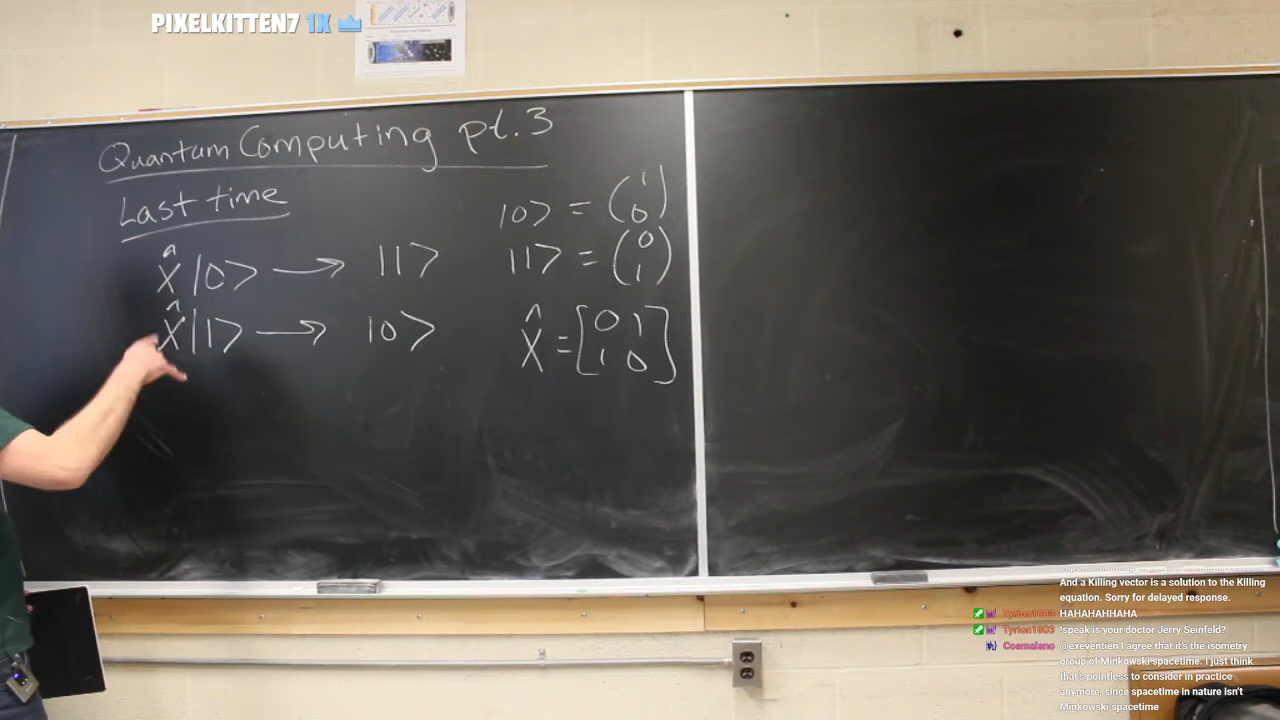 PIXELKITTEN7 1X
Quantum Computing pt.3
Last time
X̂|0> → |1>
X̂|1> → |0>
|0> = (1 0)
|1> = (0 1)
X̂ = [0 1
1 0]
And a Killing vector is a solution to the Killing
equation. Sorry for delayed response.
Tyrion1803 HAHAHAHHAHA
Tyrion1803 !speak is your doctor Jerry Seinfeld?
Cosmolano @exeventien I agree that it's the isometry
group of Minkowski spacetime. I just think
that's pointless to consider in practice
anymore, since spacetime in nature isn't
Minkowski spacetime